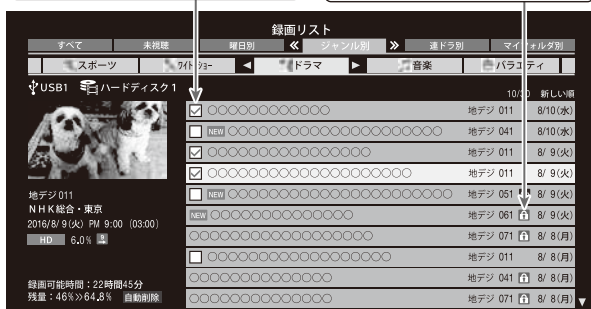 録画リスト
すべて 未視聴 曜日別 ≪ ジャンル別 ≫ 連ドラ別 マイフォルダ別
スポーツ ワイドショー ◀ ドラマ ▶ 音楽 バラエティ
USB1 ハードディスク1
10/30 新しい順
○○○○○○○○○○○○ 地デジ 011 8/10(水)
NEW ○○○○○○○○○○○○○○○○○○○○○ 地デジ 041 8/10(水)
○○○○○○○○○○○○○○○ 地デジ 011 8/ 9(火)
○○○○○○○○○○○○○○○○○○○ 地デジ 011 8/ 9(火)
NEW ○○○○○○○○○○○○○○○○○○○○○○ 地デジ 051 8/ 9(火)
NEW ○○○○○○○○○○○○○ 地デジ 061 8/ 9(火)
○○○○○○○○○○○○○○○○○ 地デジ 071 8/ 8(月)
○○○○○○○○○○○○○○○○○ 地デジ 011 8/ 8(月)
○○○○○○○○○○○○○ 地デジ 041 8/ 8(月)
○○○○○○○○○○○○○ 地デジ 071 8/ 8(月) ▼
地デジ011
NHK総合・東京
2016/8/ 9(火) PM 9:00 (03:00)
HD 6.0%
録画可能時間：22時間45分
残量：46%≫64.8% 自動削除